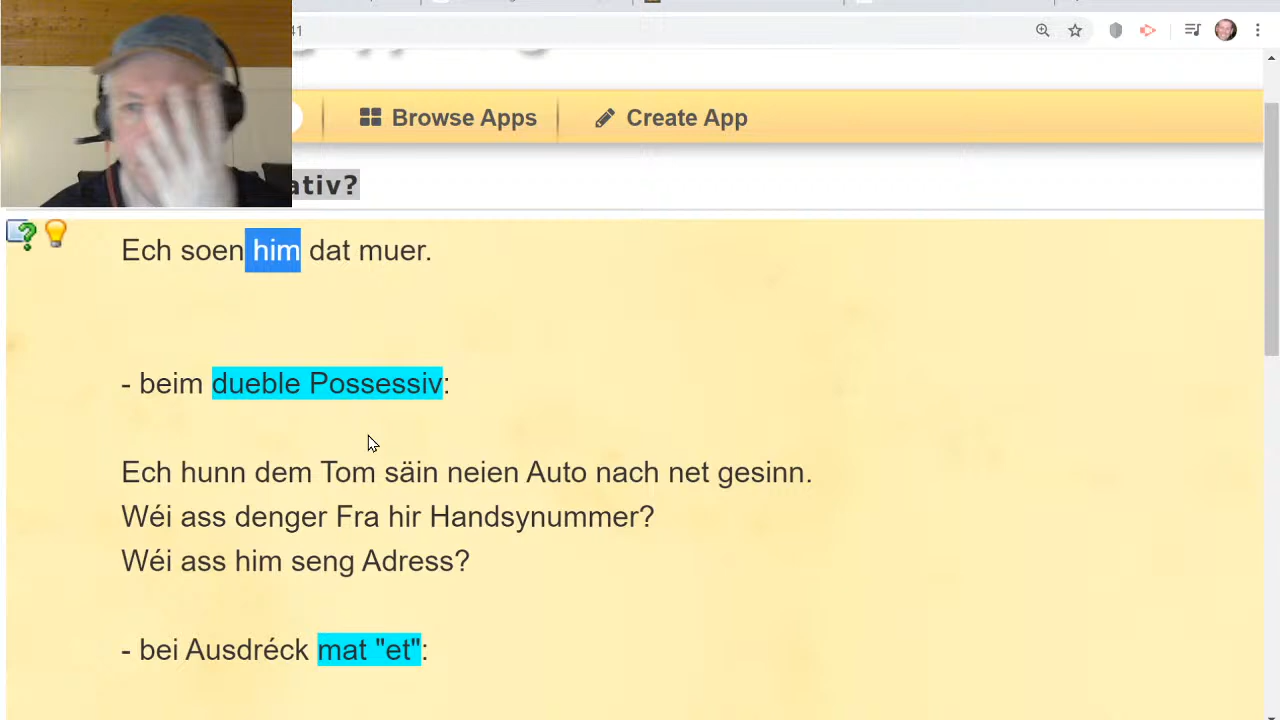 41
Browse Apps
Create App
ativ?
Ech soen him dat muer.
- beim dueble Possessiv:
Ech hunn dem Tom säin neien Auto nach net gesinn.
Wéi ass denger Fra hir Handsynummer?
Wéi ass him seng Adress?
- bei Ausdréck mat "et":